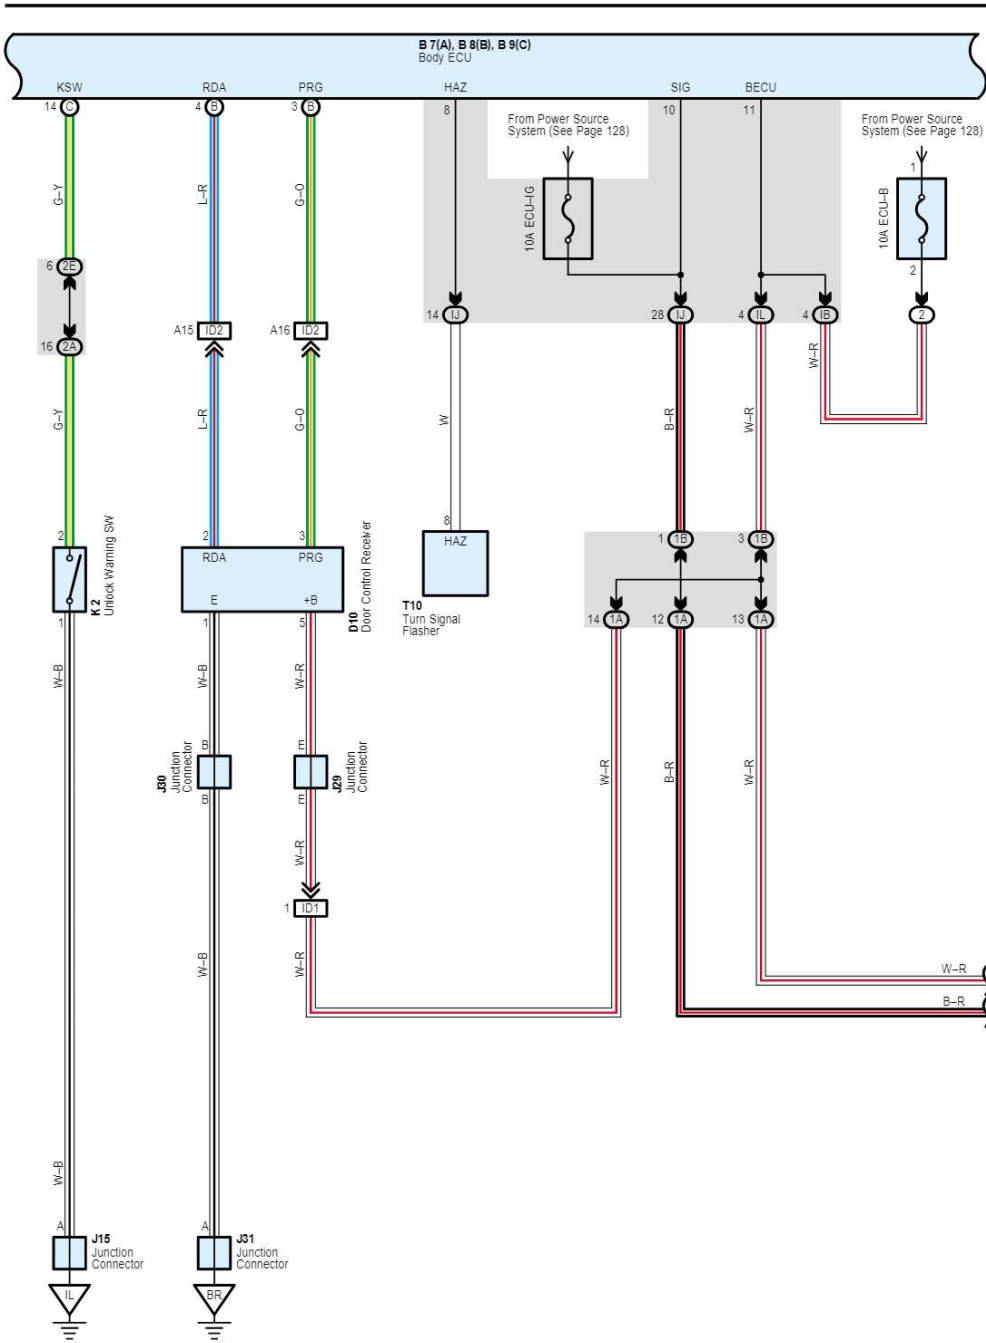 B 7(A), B 8(B), B 9(C)
Body ECU
KSW
RDA
PRG
HAZ
SIG
BECU
14 C
4 B
3 B
8
10
11
From Power Source
System (See Page 128)
From Power Source
System (See Page 128)
1
G–Y
L–R
G–O
10A ECU–IG
10A ECU–B
6 2E
2
14 IJ
28 IJ
4 IL
4 IB
2
A15 ID2
A16 ID2
16 2A
W–R
G–Y
L–R
G–O
W
B–R
W–R
2
2
3
8
1 1B
3 1B
RDA
PRG
HAZ
K 2
Unlock Warning SW
E
+B
D10
Door Control Receiver
T10
Turn Signal
Flasher
1
1
5
14 1A
12 1A
13 1A
W–B
W–B
W–R
B
E
J30
Junction
Connector
J29
Junction
Connector
W–R
B–R
W–R
B
E
W–R
1 ID1
W–B
W–R
W–R
B–R
W–B
A
A
J15
Junction
Connector
J31
Junction
Connector
IL
BR